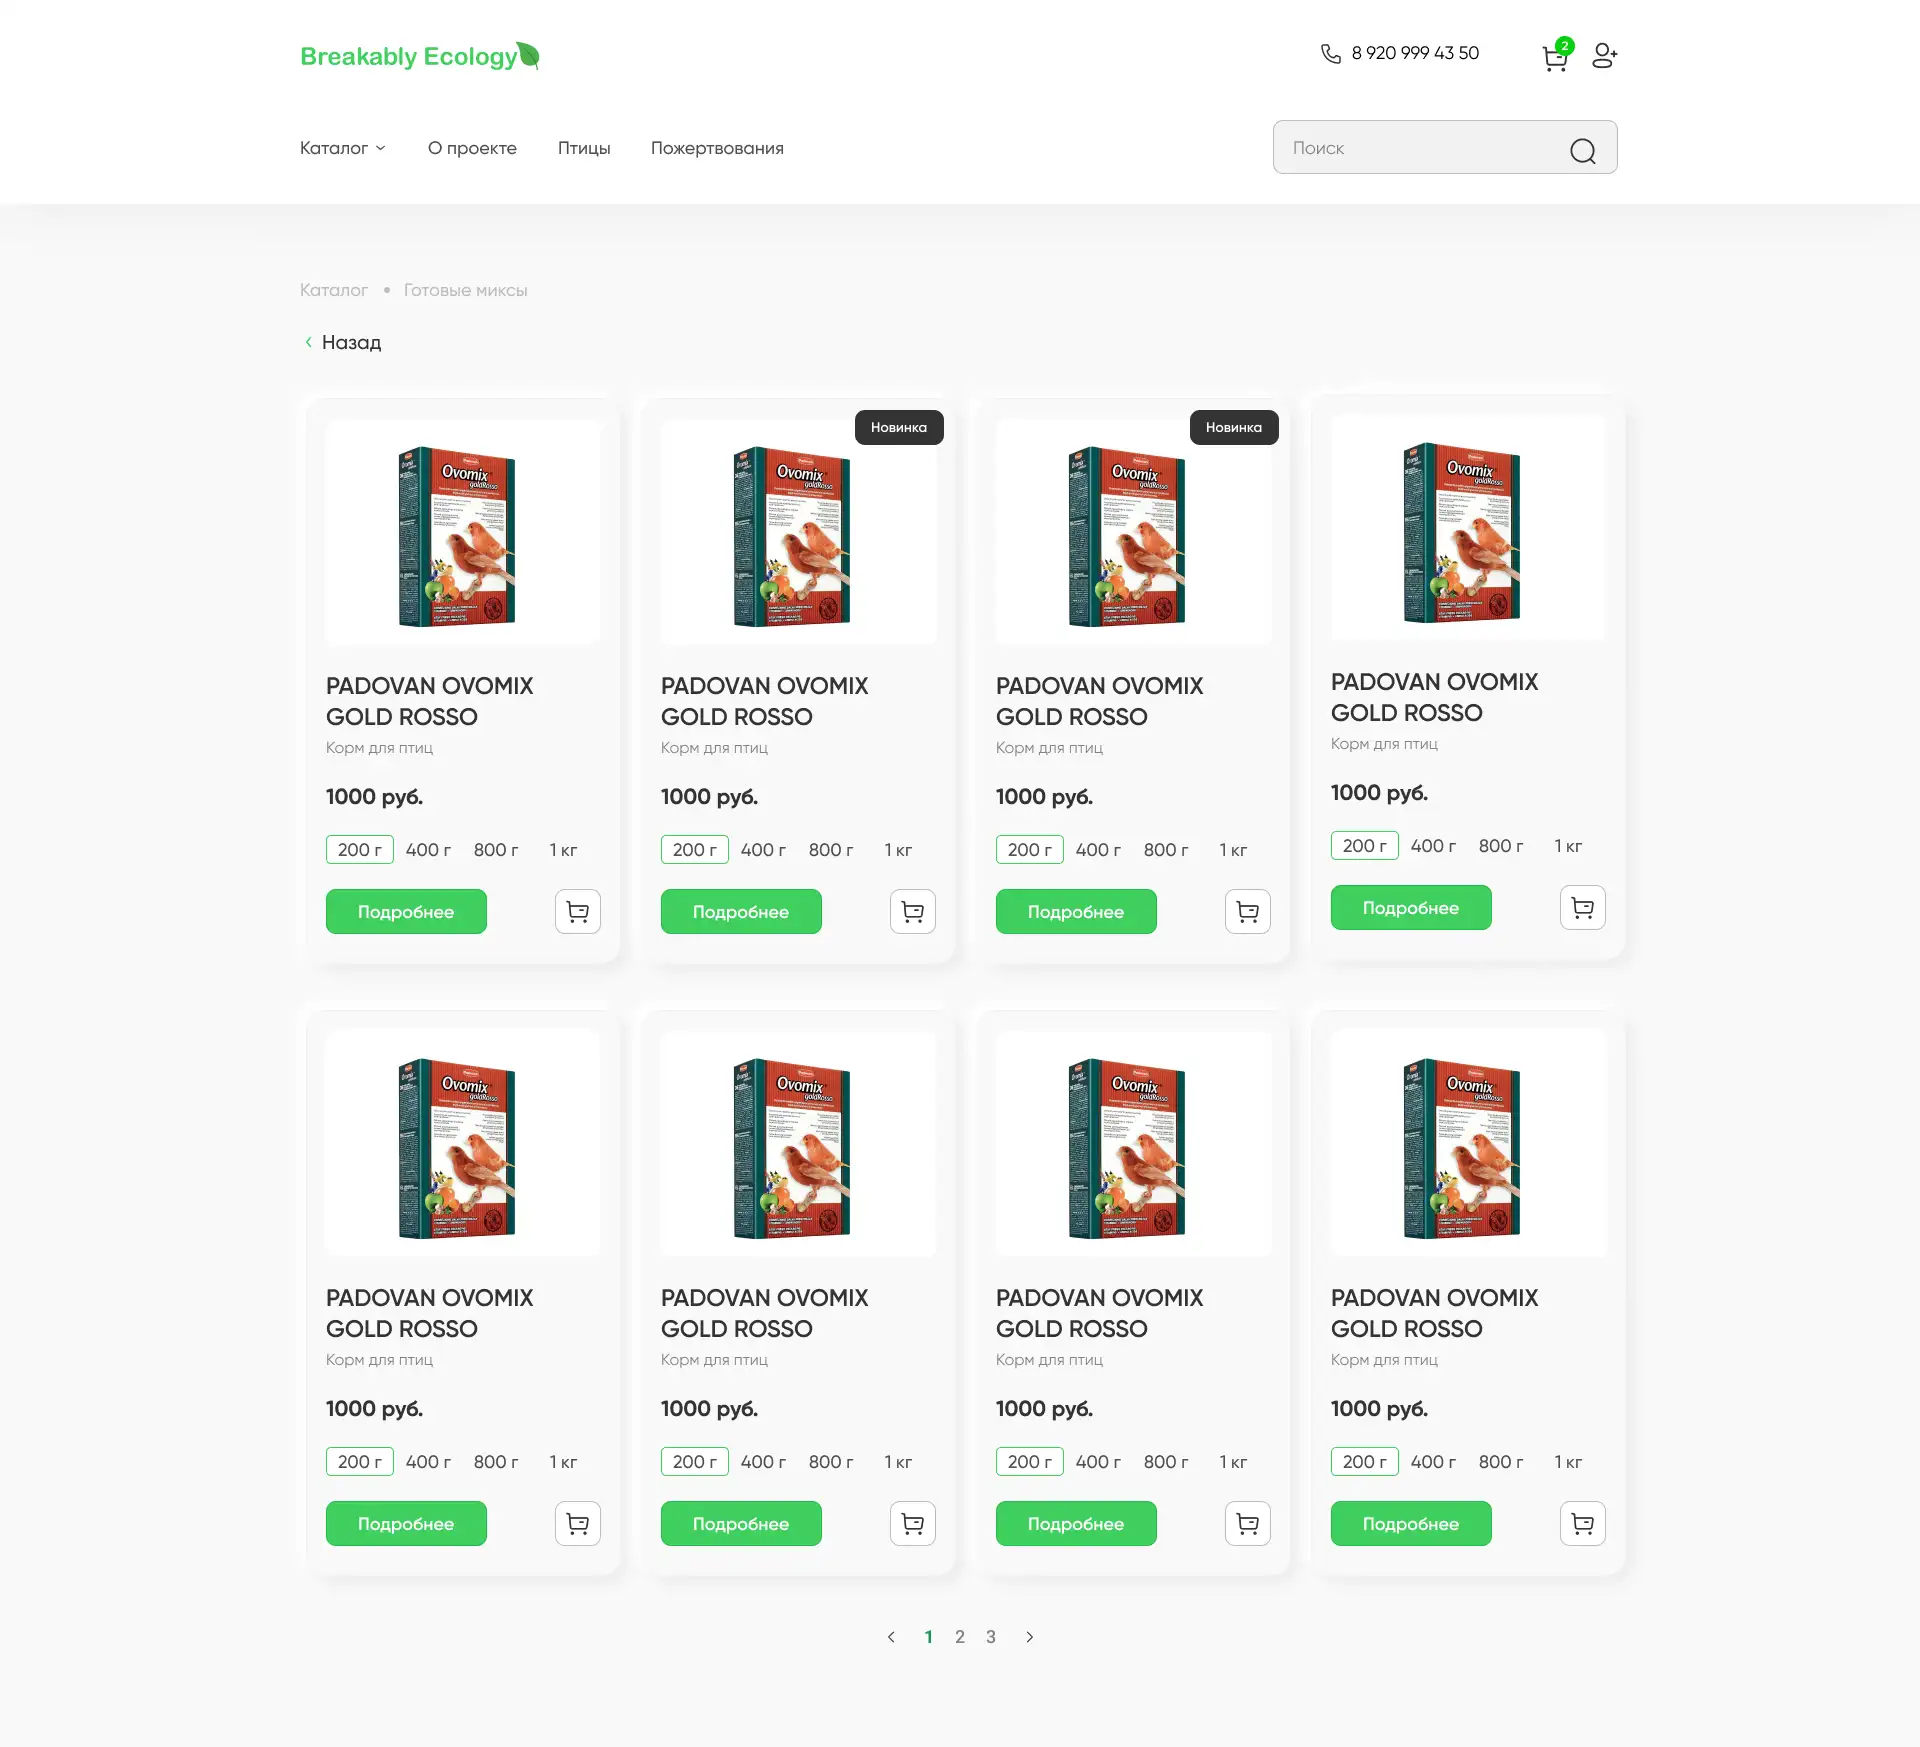 Breakably Ecology
8 920 999 43 50
2
Каталог
О проекте
Птицы
Пожертвования
Поиск
Каталог • Готовые миксы
Назад
Ovomix
goldRosso
PADOVAN OVOMIX
GOLD ROSSO
Корм для птиц
1000 руб.
200 г 400 г 800 г 1 кг
Подробнее
Новинка
Ovomix
goldRosso
PADOVAN OVOMIX
GOLD ROSSO
Корм для птиц
1000 руб.
200 г 400 г 800 г 1 кг
Подробнее
Новинка
Ovomix
goldRosso
PADOVAN OVOMIX
GOLD ROSSO
Корм для птиц
1000 руб.
200 г 400 г 800 г 1 кг
Подробнее
Ovomix
goldRosso
PADOVAN OVOMIX
GOLD ROSSO
Корм для птиц
1000 руб.
200 г 400 г 800 г 1 кг
Подробнее
Ovomix
goldRosso
PADOVAN OVOMIX
GOLD ROSSO
Корм для птиц
1000 руб.
200 г 400 г 800 г 1 кг
Подробнее
Ovomix
goldRosso
PADOVAN OVOMIX
GOLD ROSSO
Корм для птиц
1000 руб.
200 г 400 г 800 г 1 кг
Подробнее
Ovomix
goldRosso
PADOVAN OVOMIX
GOLD ROSSO
Корм для птиц
1000 руб.
200 г 400 г 800 г 1 кг
Подробнее
Ovomix
goldRosso
PADOVAN OVOMIX
GOLD ROSSO
Корм для птиц
1000 руб.
200 г 400 г 800 г 1 кг
Подробнее
1 2 3